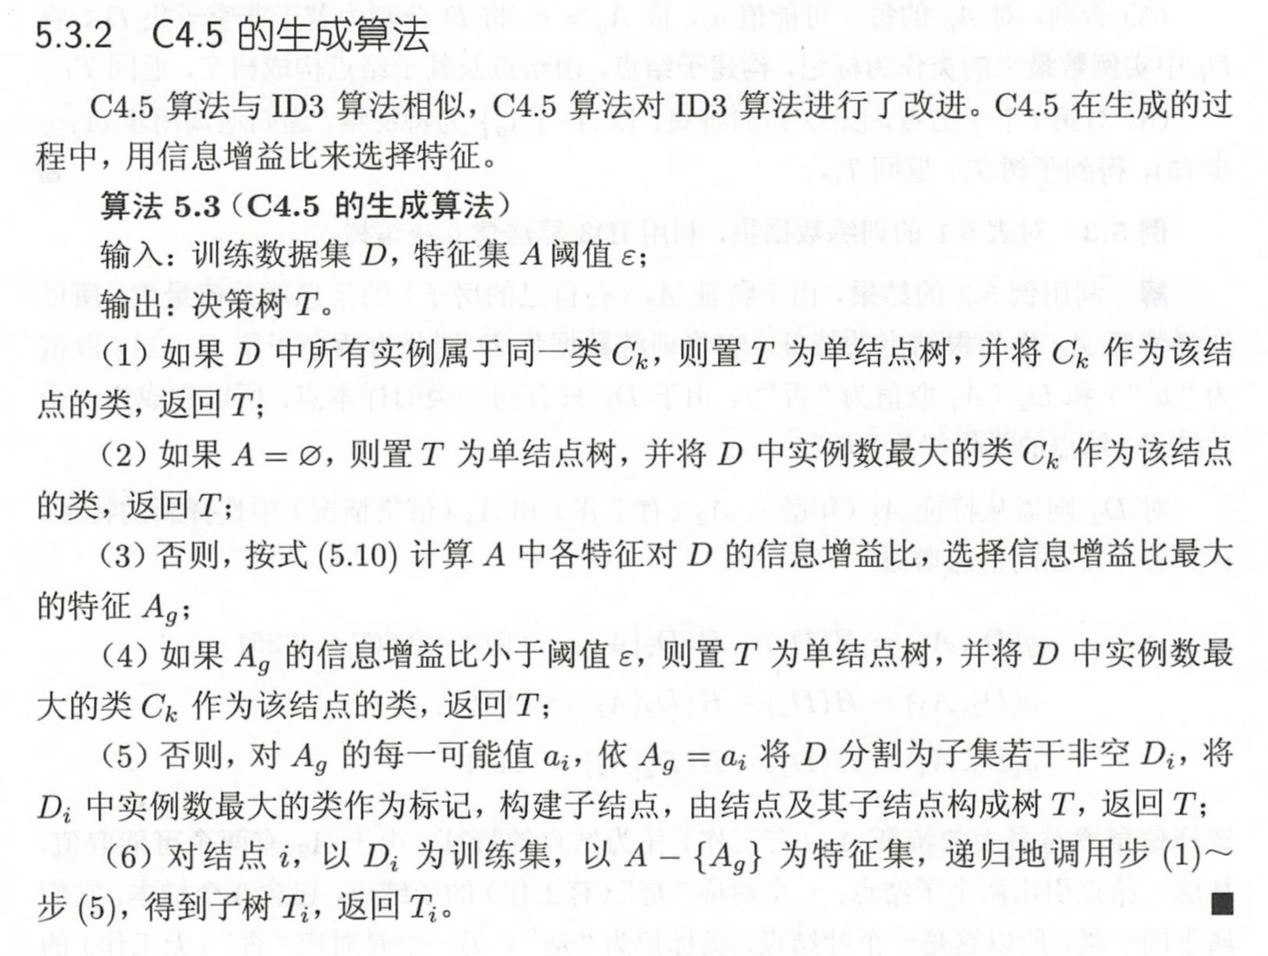 5.3.2 C4.5 的生成算法
C4.5 算法与 ID3 算法相似，C4.5 算法对 ID3 算法进行了改进。C4.5 在生成的过
程中，用信息增益比来选择特征。
算法 5.3（C4.5 的生成算法）
输入：训练数据集 D，特征集 A 阈值 ε；
输出：决策树 T。
（1）如果 D 中所有实例属于同一类 Cₖ，则置 T 为单结点树，并将 Cₖ 作为该结
点的类，返回 T；
（2）如果 A = ∅，则置 T 为单结点树，并将 D 中实例数最大的类 Cₖ 作为该结点
的类，返回 T；
（3）否则，按式 (5.10) 计算 A 中各特征对 D 的信息增益比，选择信息增益比最大
的特征 A_g；
（4）如果 A_g 的信息增益比小于阈值 ε，则置 T 为单结点树，并将 D 中实例数最
大的类 Cₖ 作为该结点的类，返回 T；
（5）否则，对 A_g 的每一可能值 aᵢ，依 A_g = aᵢ 将 D 分割为子集若干非空 Dᵢ，将
Dᵢ 中实例数最大的类作为标记，构建子结点，由结点及其子结点构成树 T，返回 T；
（6）对结点 i，以 Dᵢ 为训练集，以 A − {A_g} 为特征集，递归地调用步 (1)～
步 (5)，得到子树 Tᵢ，返回 Tᵢ。 ■